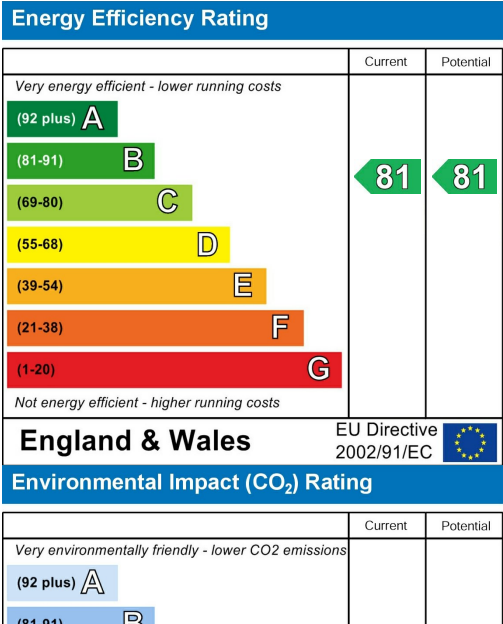 Energy Efficiency Rating
Current Potential
Very energy efficient - lower running costs
(92 plus) A
(81-91) B
81 81
(69-80) C
(55-68) D
(39-54) E
(21-38) F
(1-20) G
Not energy efficient - higher running costs
England & Wales
EU Directive
2002/91/EC
Environmental Impact (CO₂) Rating
Current Potential
Very environmentally friendly - lower CO2 emissions
(92 plus) A
(81-91) B